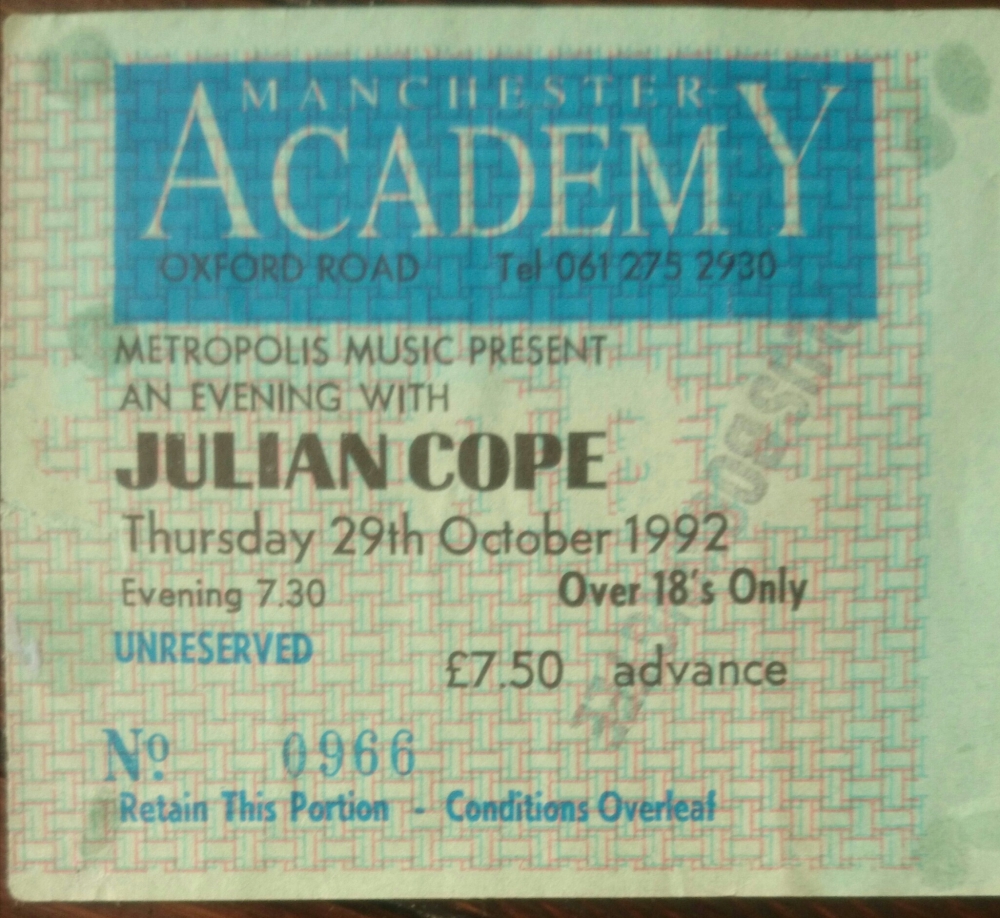 MANCHESTER
ACADEMY
OXFORD ROAD Tel 061 275 2930
METROPOLIS MUSIC PRESENT
AN EVENING WITH
JULIAN COPE
Thursday 29th October 1992
Evening 7.30 Over 18's Only
UNRESERVED
£7.50 advance
Nº 0966
Retain This Portion - Conditions Overleaf